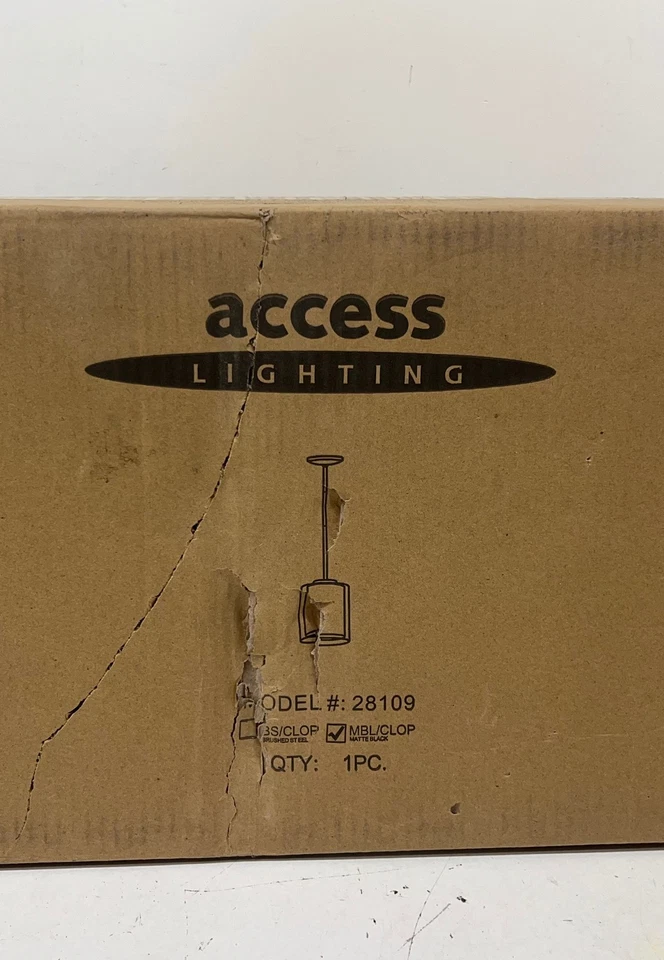 access
LIGHTING
ODEL #: 28109
BS/CLOP MBL/CLOP
BRUSHED STEEL MATTE BLACK
QTY: 1PC.